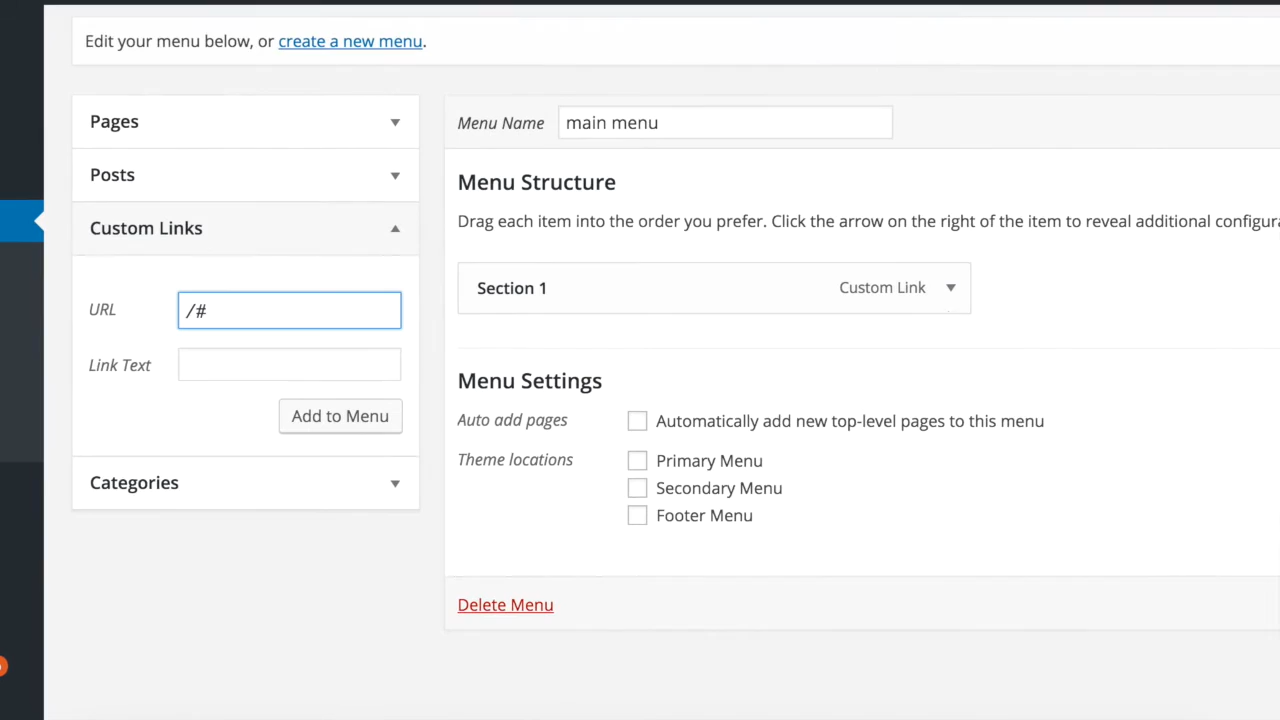 Edit your menu below, or create a new menu.
Pages
Posts
Custom Links
URL /#
Link Text
Add to Menu
Categories
Menu Name main menu
Menu Structure
Drag each item into the order you prefer. Click the arrow on the right of the item to reveal additional
Section 1 Custom Link
Menu Settings
Auto add pages Automatically add new top-level pages to this menu
Theme locations Primary Menu
Secondary Menu
Footer Menu
Delete Menu